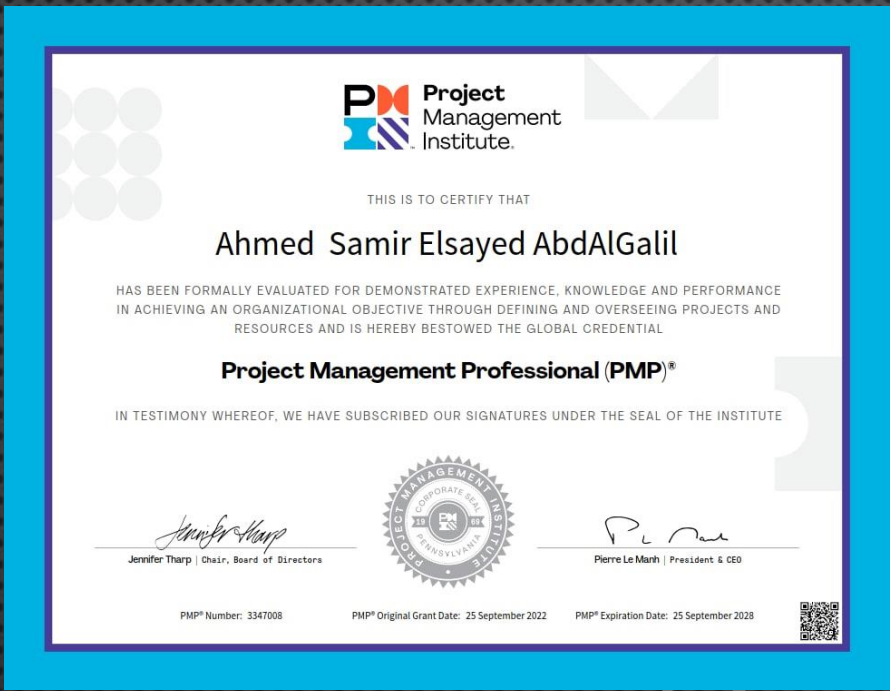 Project
Management
Institute.
THIS IS TO CERTIFY THAT
Ahmed Samir Elsayed AbdAlGalil
HAS BEEN FORMALLY EVALUATED FOR DEMONSTRATED EXPERIENCE, KNOWLEDGE AND PERFORMANCE
IN ACHIEVING AN ORGANIZATIONAL OBJECTIVE THROUGH DEFINING AND OVERSEEING PROJECTS AND
RESOURCES AND IS HEREBY BESTOWED THE GLOBAL CREDENTIAL
Project Management Professional (PMP)®
IN TESTIMONY WHEREOF, WE HAVE SUBSCRIBED OUR SIGNATURES UNDER THE SEAL OF THE INSTITUTE
PROJECT MANAGEMENT INSTITUTE
CORPORATE SEAL
1969
PENNSYLVANIA
Jennifer Tharp
Jennifer Tharp | Chair, Board of Directors
Pierre Le Manh | President & CEO
PMP® Number: 3347008
PMP® Original Grant Date: 25 September 2022
PMP® Expiration Date: 25 September 2028